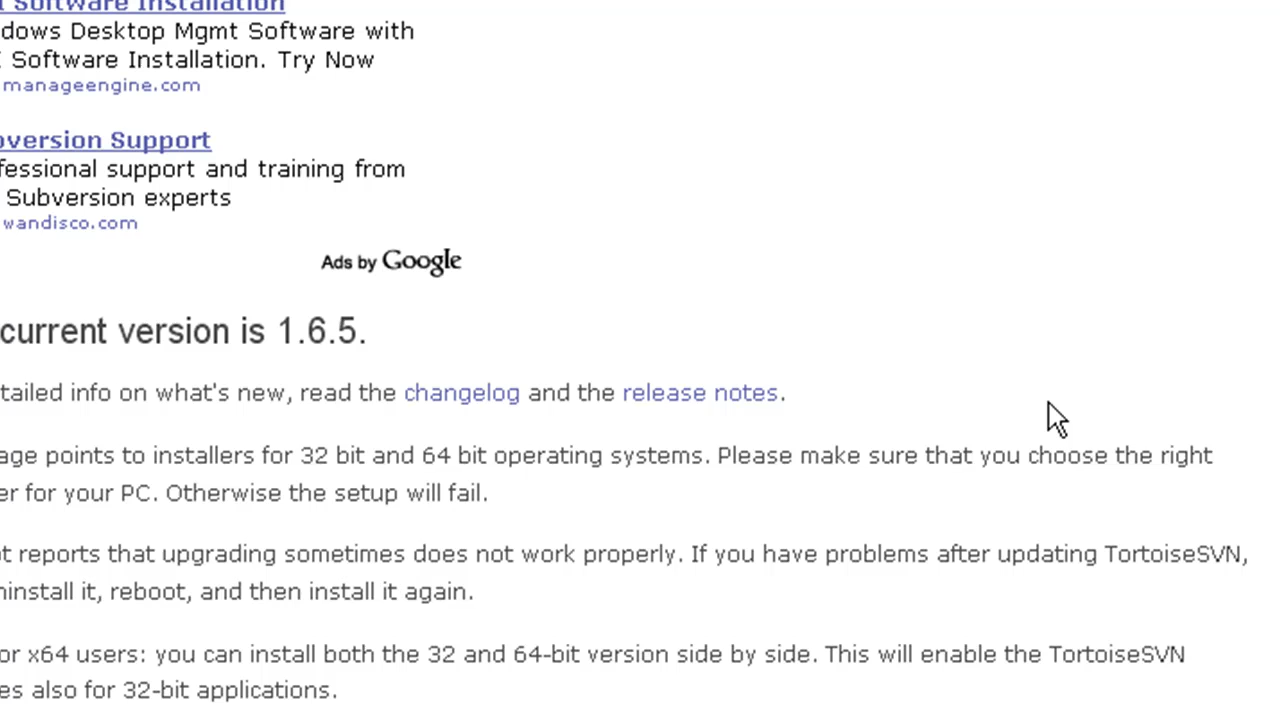 Software Installation
dows Desktop Mgmt Software with
Software Installation. Try Now
manageengine.com
version Support
fessional support and training from
Subversion experts
wandisco.com
Ads by Google
current version is 1.6.5.
tailed info on what's new, read the changelog and the release notes.
age points to installers for 32 bit and 64 bit operating systems. Please make sure that you choose the right
er for your PC. Otherwise the setup will fail.
t reports that upgrading sometimes does not work properly. If you have problems after updating TortoiseSVN,
ninstall it, reboot, and then install it again.
or x64 users: you can install both the 32 and 64-bit version side by side. This will enable the TortoiseSVN
es also for 32-bit applications.